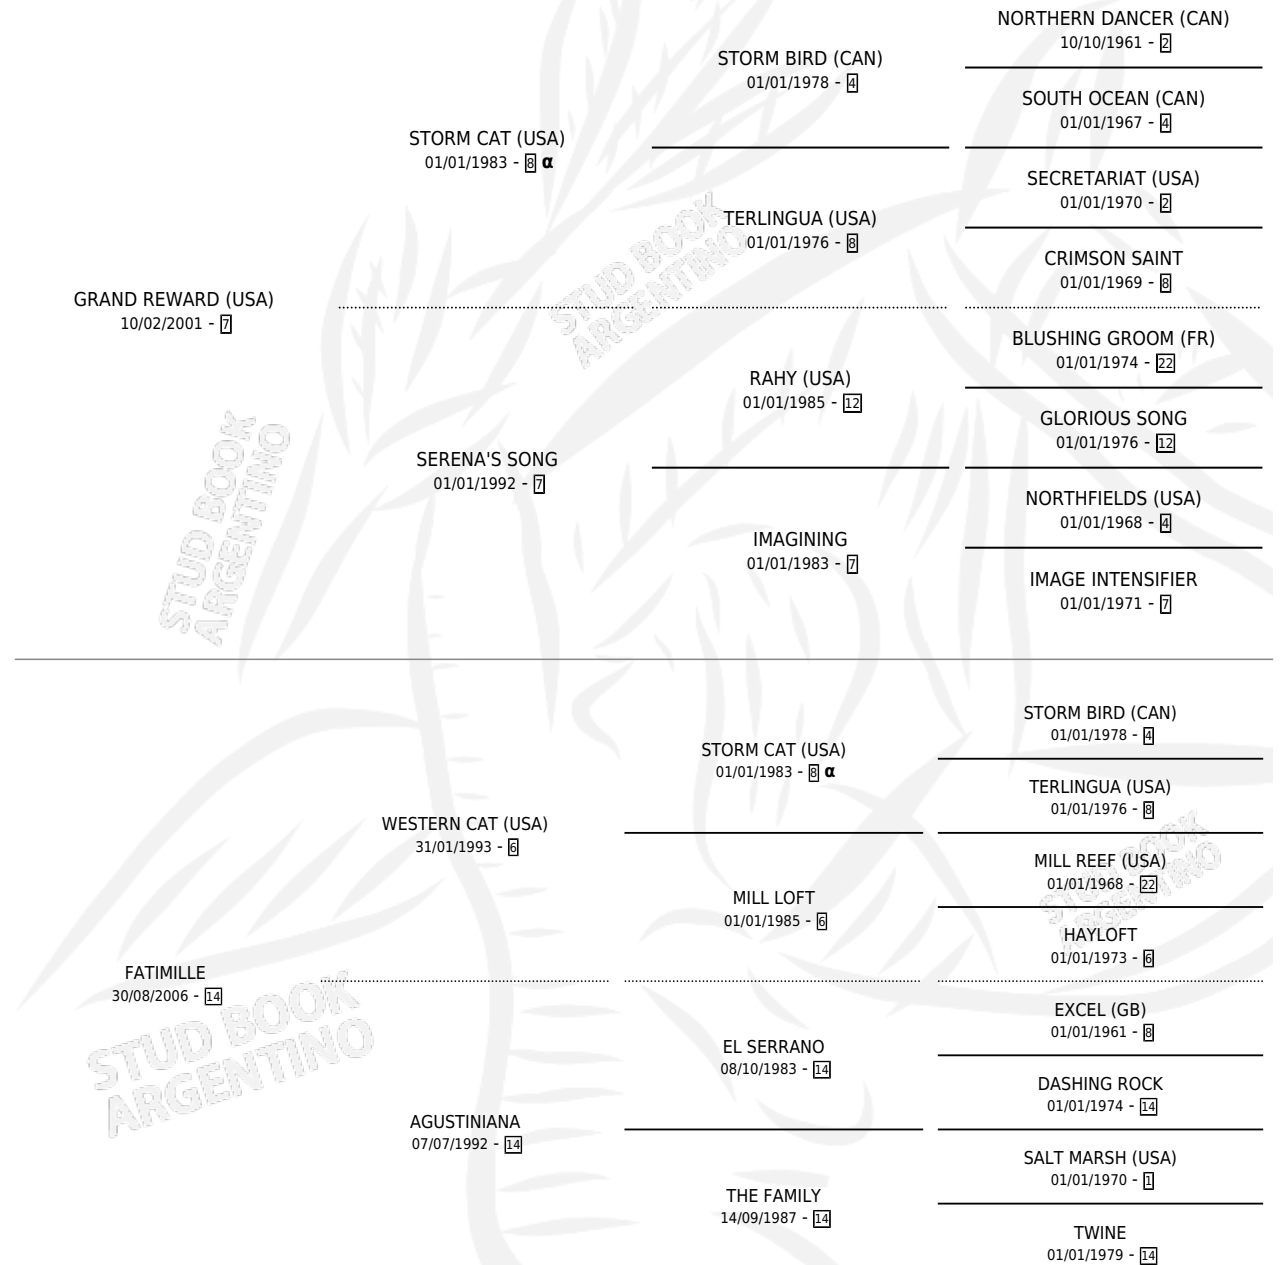 NORTHERN DANCER (CAN)
10/10/1961 - 2
STORM BIRD (CAN)
01/01/1978 - 4
SOUTH OCEAN (CAN)
01/01/1967 - 4
STORM CAT (USA)
01/01/1983 - 8 α
SECRETARIAT (USA)
01/01/1970 - 2
TERLINGUA (USA)
01/01/1976 - 8
CRIMSON SAINT
01/01/1969 - 8
GRAND REWARD (USA)
10/02/2001 - 7
BLUSHING GROOM (FR)
01/01/1974 - 22
RAHY (USA)
01/01/1985 - 12
GLORIOUS SONG
01/01/1976 - 12
SERENA'S SONG
01/01/1992 - 7
NORTHFIELDS (USA)
01/01/1968 - 4
IMAGINING
01/01/1983 - 7
IMAGE INTENSIFIER
01/01/1971 - 7
STORM BIRD (CAN)
01/01/1978 - 4
STORM CAT (USA)
01/01/1983 - 8 α
TERLINGUA (USA)
01/01/1976 - 8
WESTERN CAT (USA)
31/01/1993 - 6
MILL REEF (USA)
01/01/1968 - 22
MILL LOFT
01/01/1985 - 6
HAYLOFT
01/01/1973 - 6
FATIMILLE
30/08/2006 - 14
EXCEL (GB)
01/01/1961 - 8
EL SERRANO
08/10/1983 - 14
DASHING ROCK
01/01/1974 - 14
AGUSTINIANA
07/07/1992 - 14
SALT MARSH (USA)
01/01/1970 - 1
THE FAMILY
14/09/1987 - 14
TWINE
01/01/1979 - 14
STUD BOOK
ARGENTINO
STUD BOOK
ARGENTINO
STUD BOOK
ARGENTINO
STUD BOOK
ARGENTINO